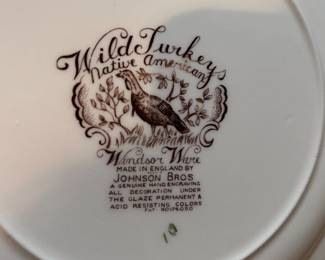 Wild Turkeys
Native American
Windsor Ware
MADE IN ENGLAND BY
JOHNSON BROS
A GENUINE HAND ENGRAVING
ALL DECORATION UNDER
THE GLAZE PERMANENT &
ACID RESISTING COLORS
PAT.